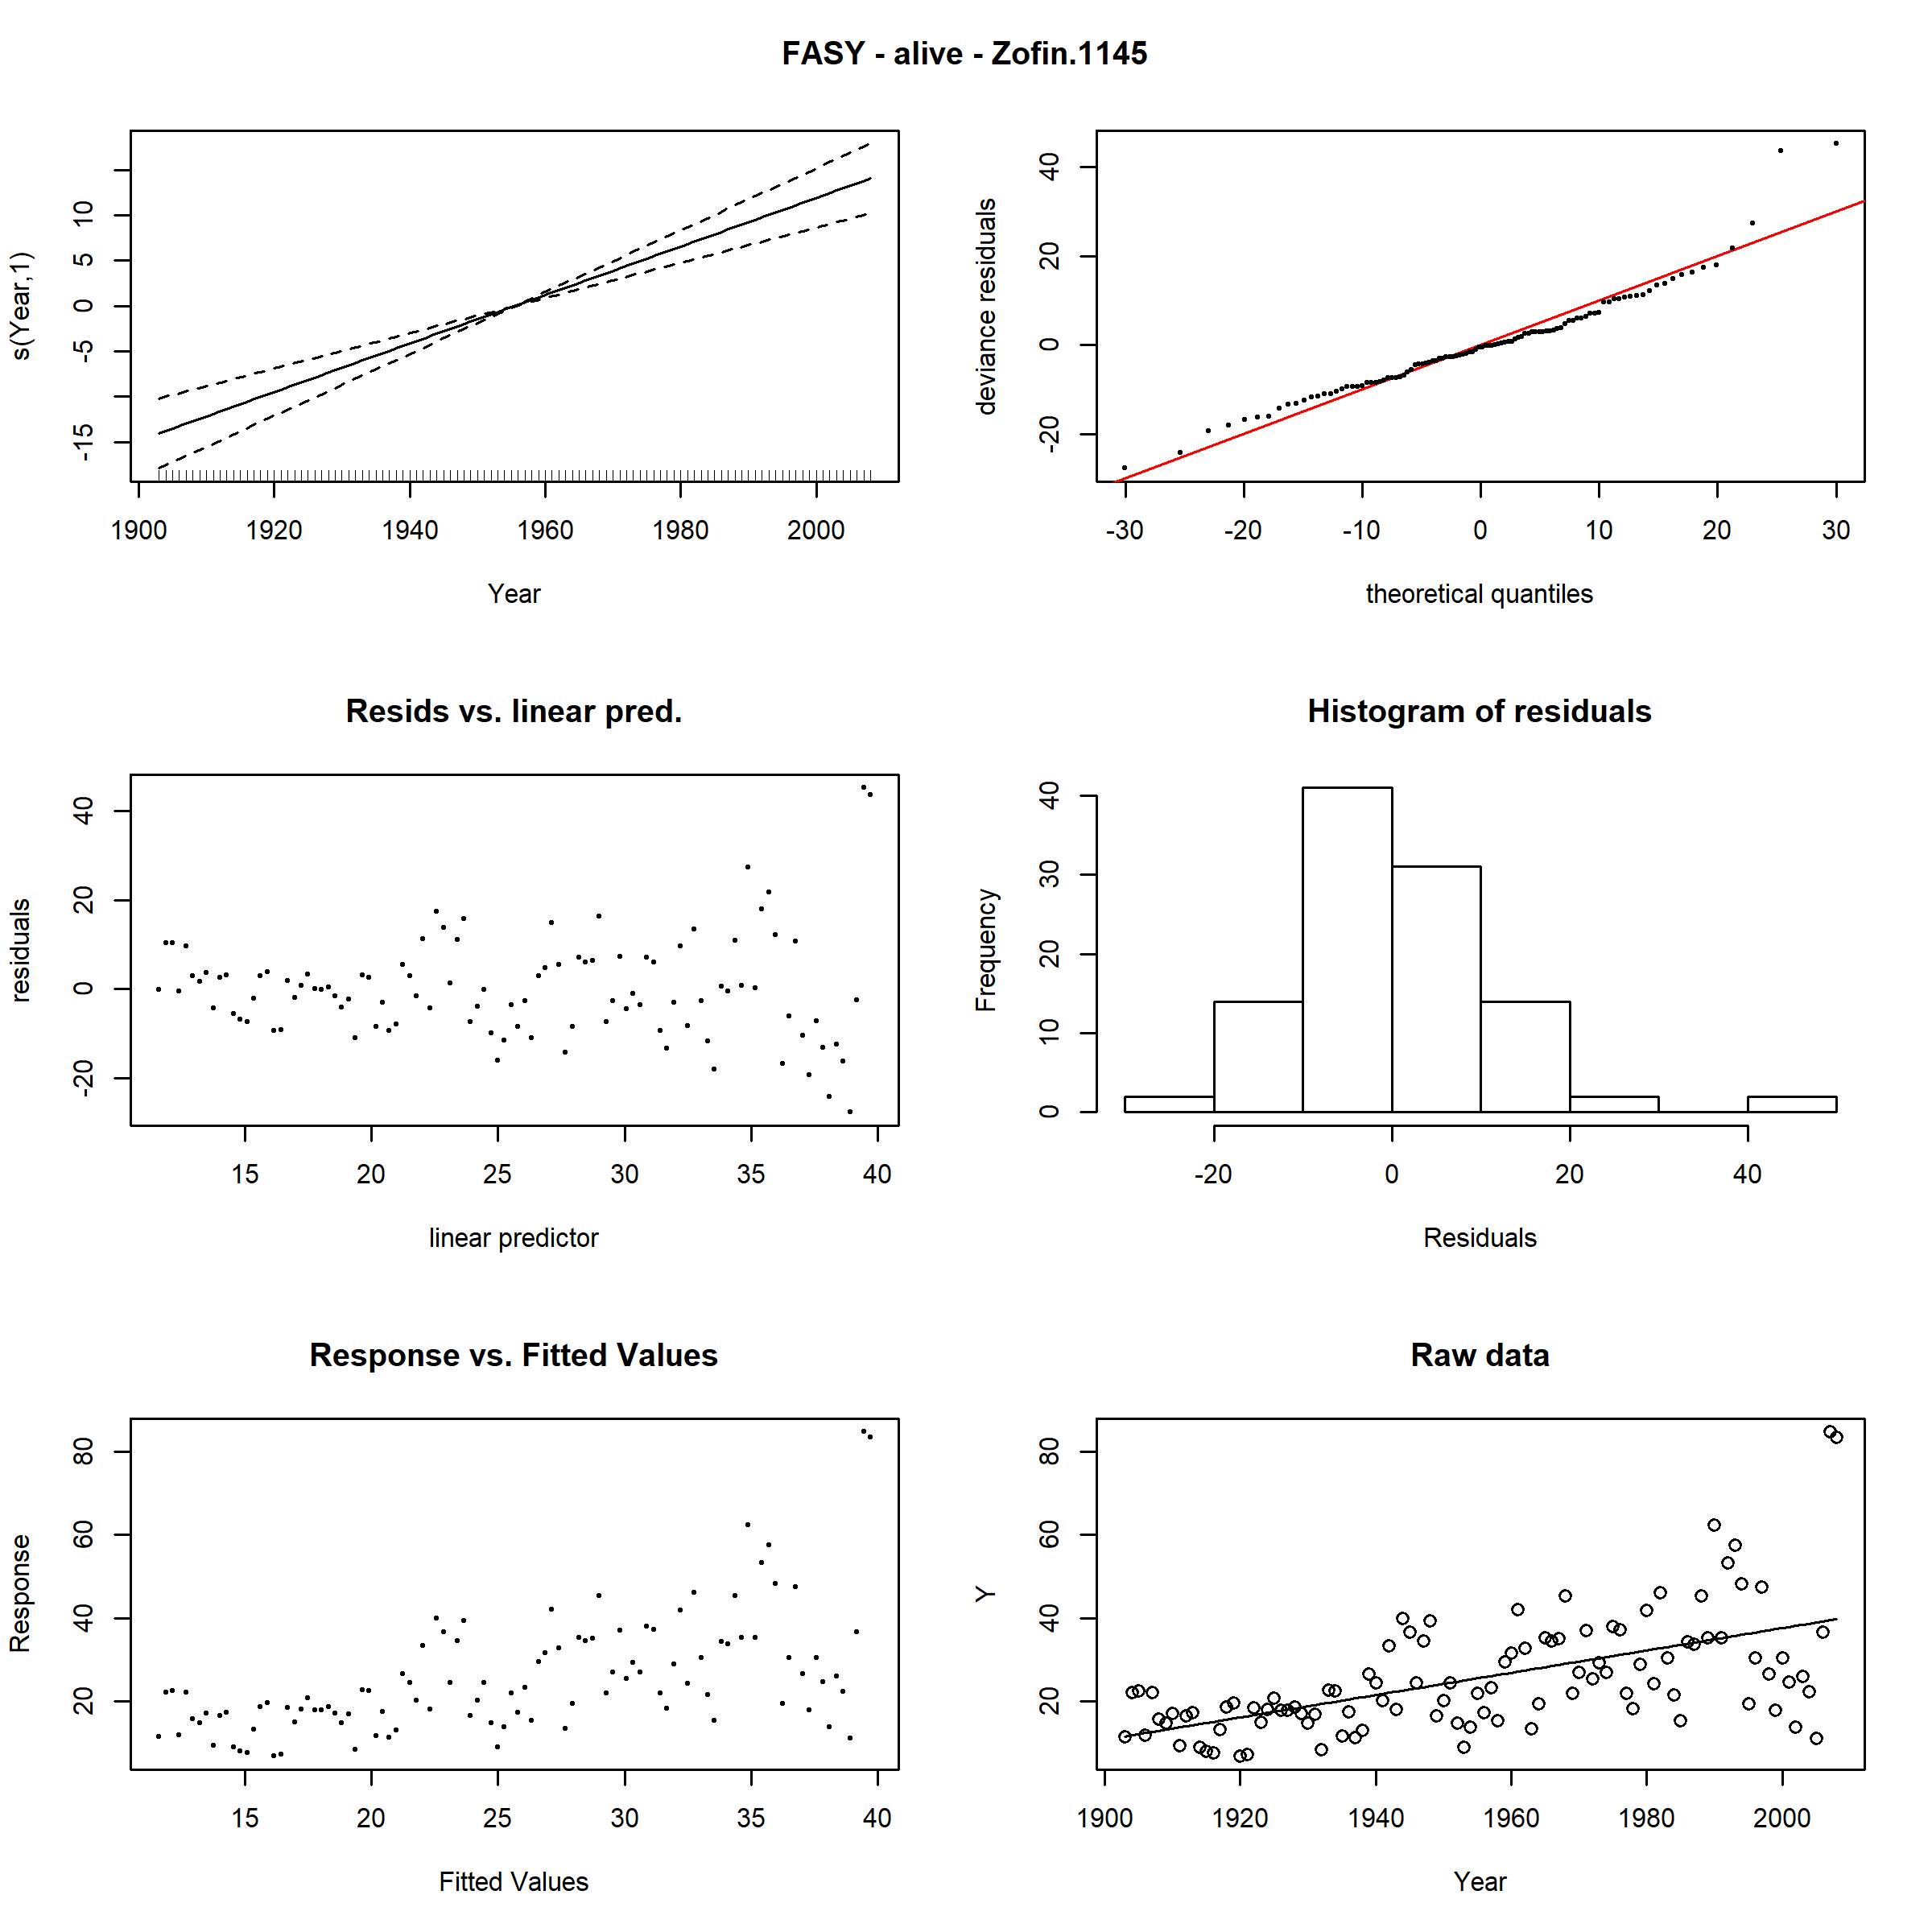 FASY - alive - Zofin.1145
s(Year,1)
-15 -5 0 5 10
1900 1920 1940 1960 1980 2000
Year
deviance residuals
-20 0 20 40
-30 -20 -10 0 10 20 30
theoretical quantiles
Resids vs. linear pred.
residuals
-20 0 20 40
15 20 25 30 35 40
linear predictor
Histogram of residuals
Frequency
0 10 20 30 40
-20 0 20 40
Residuals
Response vs. Fitted Values
Response
20 40 60 80
15 20 25 30 35 40
Fitted Values
Raw data
Y
20 40 60 80
1900 1920 1940 1960 1980 2000
Year